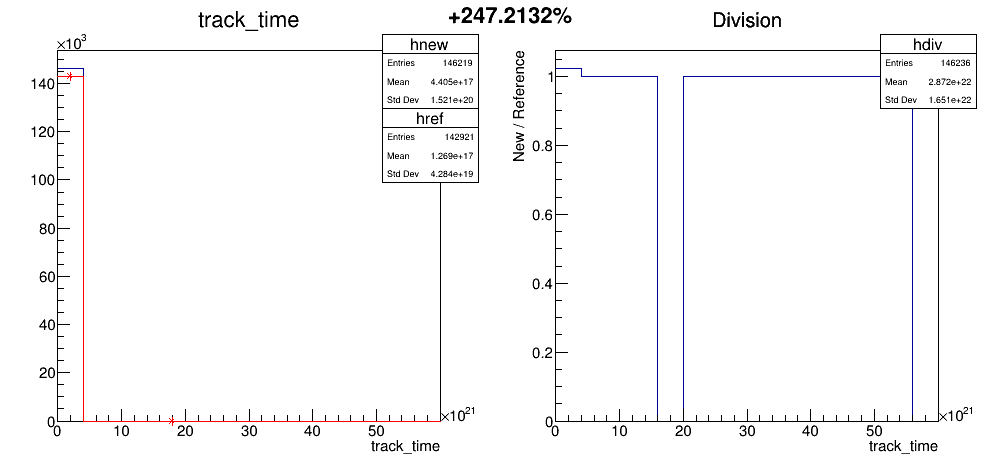 track_time
+247.2132%
Division
×10³
140
120
100
80
60
40
20
0
0 10 20 30 40 50
×10²¹
track_time
hnew
Entries 146219
Mean 4.405e+17
Std Dev 1.521e+20
href
Entries 142921
Mean 1.269e+17
Std Dev 4.284e+19
New / Reference
1
0.8
0.6
0.4
0.2
0
0 10 20 30 40 50
×10²¹
track_time
hdiv
Entries 146236
Mean 2.872e+22
Std Dev 1.651e+22